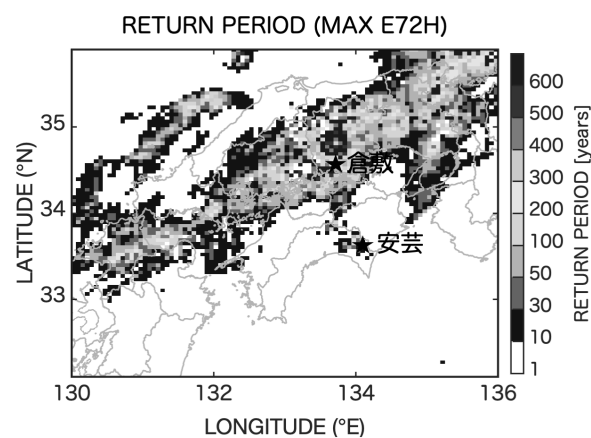 RETURN PERIOD (MAX E72H)
35
34
33
LATITUDE (°N)
倉敷
安芸
130
132
134
136
LONGITUDE (°E)
600
500
400
300
200
100
50
30
10
1
RETURN PERIOD [years]